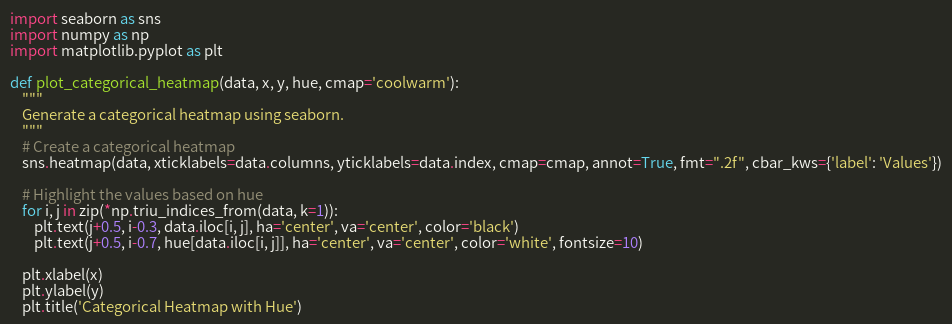 import seaborn as sns
import numpy as np
import matplotlib.pyplot as plt

def plot_categorical_heatmap(data, x, y, hue, cmap='coolwarm'):
    """
    Generate a categorical heatmap using seaborn.
    """
    # Create a categorical heatmap
    sns.heatmap(data, xticklabels=data.columns, yticklabels=data.index, cmap=cmap, annot=True, fmt=".2f", cbar_kws={'label': 'Values'})

    # Highlight the values based on hue
    for i, j in zip(*np.triu_indices_from(data, k=1)):
        plt.text(j+0.5, i-0.3, data.iloc[i, j], ha='center', va='center', color='black')
        plt.text(j+0.5, i-0.7, hue[data.iloc[i, j]], ha='center', va='center', color='white', fontsize=10)

    plt.xlabel(x)
    plt.ylabel(y)
    plt.title('Categorical Heatmap with Hue')